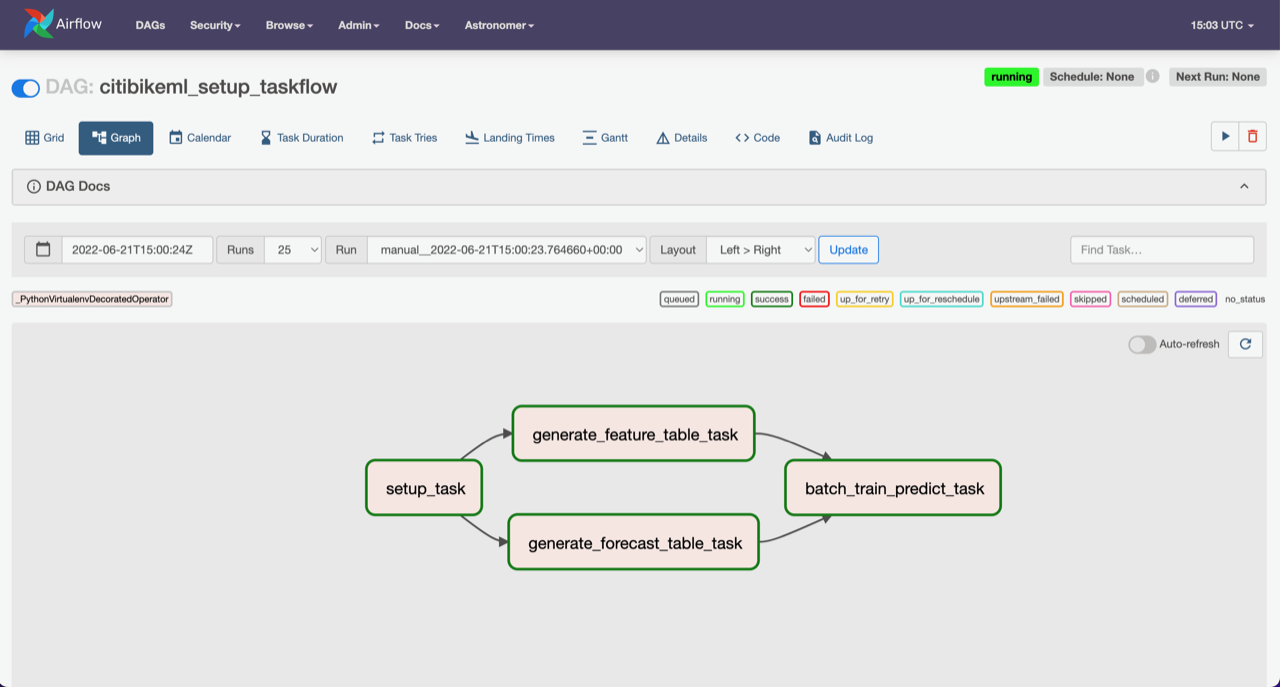 Airflow DAGs Security Browse Admin Docs Astronomer 15:03 UTC
DAG: citibikeml_setup_taskflow running Schedule: None Next Run: None
Grid Graph Calendar Task Duration Task Tries Landing Times Gantt Details Code Audit Log
DAG Docs
2022-06-21T15:00:24Z Runs 25 Run manual__2022-06-21T15:00:23.764660+00:00 Layout Left > Right Update Find Task...
_PythonVirtualenvDecoratedOperator queued running success failed up_for_retry up_for_reschedule upstream_failed skipped scheduled deferred no_status
Auto-refresh
generate_feature_table_task
setup_task batch_train_predict_task
generate_forecast_table_task